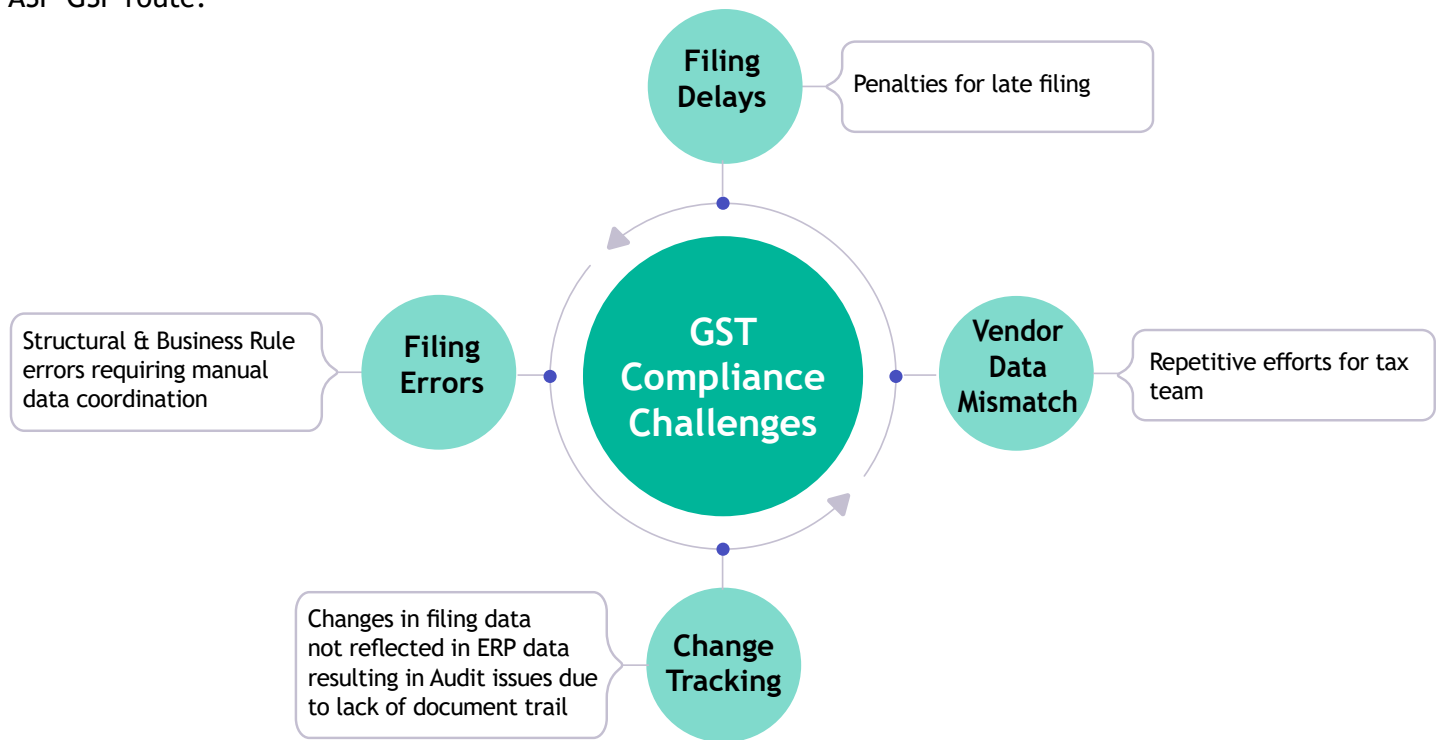 ASP GSP route.
Filing
Delays
Penalties for late filing
Structural & Business Rule
errors requiring manual
data coordination
Filing
Errors
GST
Compliance
Challenges
Vendor
Data
Mismatch
Repetitive efforts for tax
team
Changes in filing data
not reflected in ERP data
resulting in Audit issues due
to lack of document trail
Change
Tracking